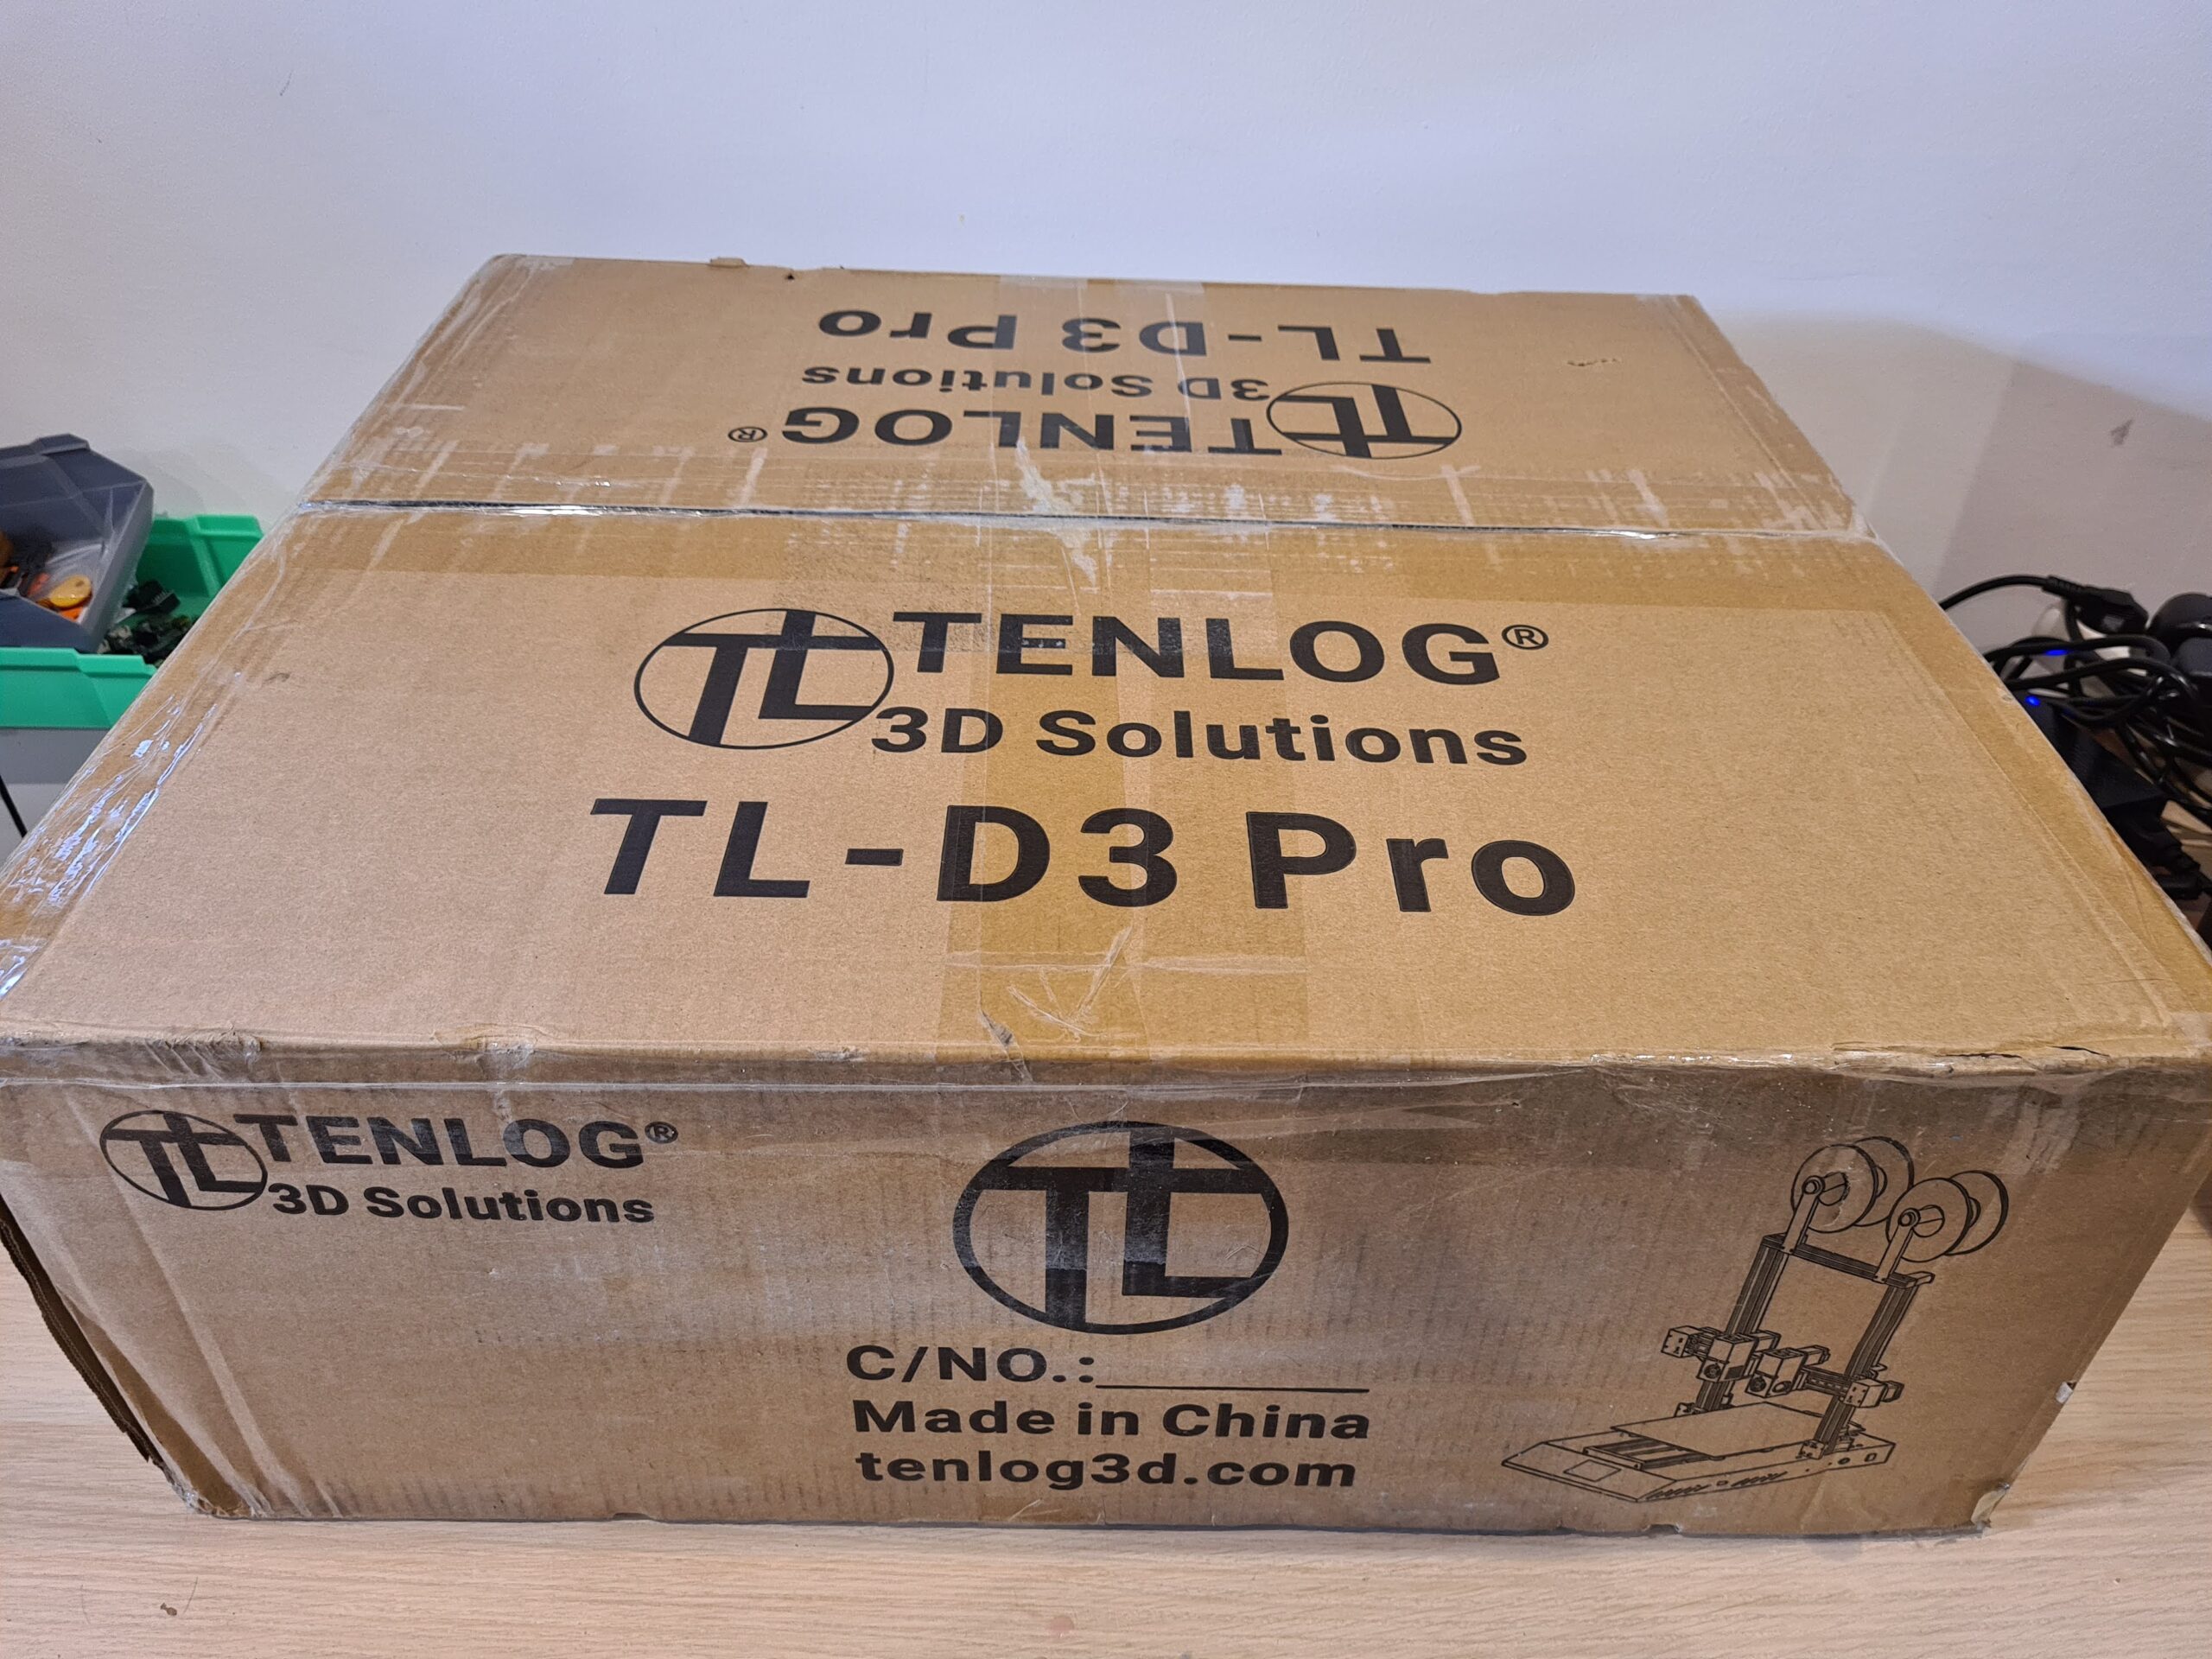 TL-D3 Pro
3D Solutions
TL TENLOG®
TL TENLOG®
3D Solutions
TL-D3 Pro
TL TENLOG®
3D Solutions
TL
C/NO.:
Made in China
tenlog3d.com